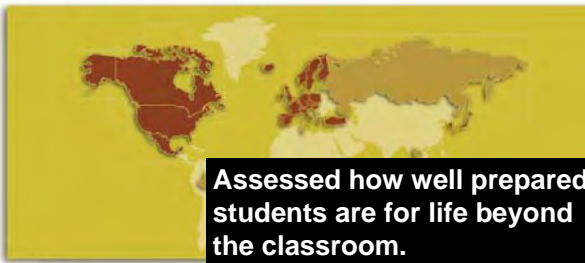 Assessed how well prepared
students are for life beyond
the classroom.